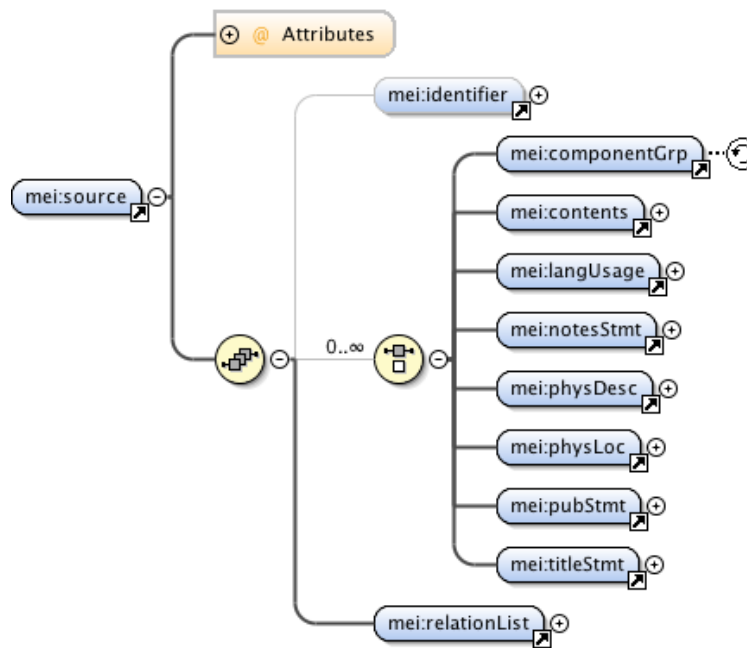 @ Attributes
mei:identifier
mei:componentGrp
mei:source
mei:contents
mei:langUsage
0..∞
mei:notesStmt
mei:physDesc
mei:physLoc
mei:pubStmt
mei:titleStmt
mei:relationList